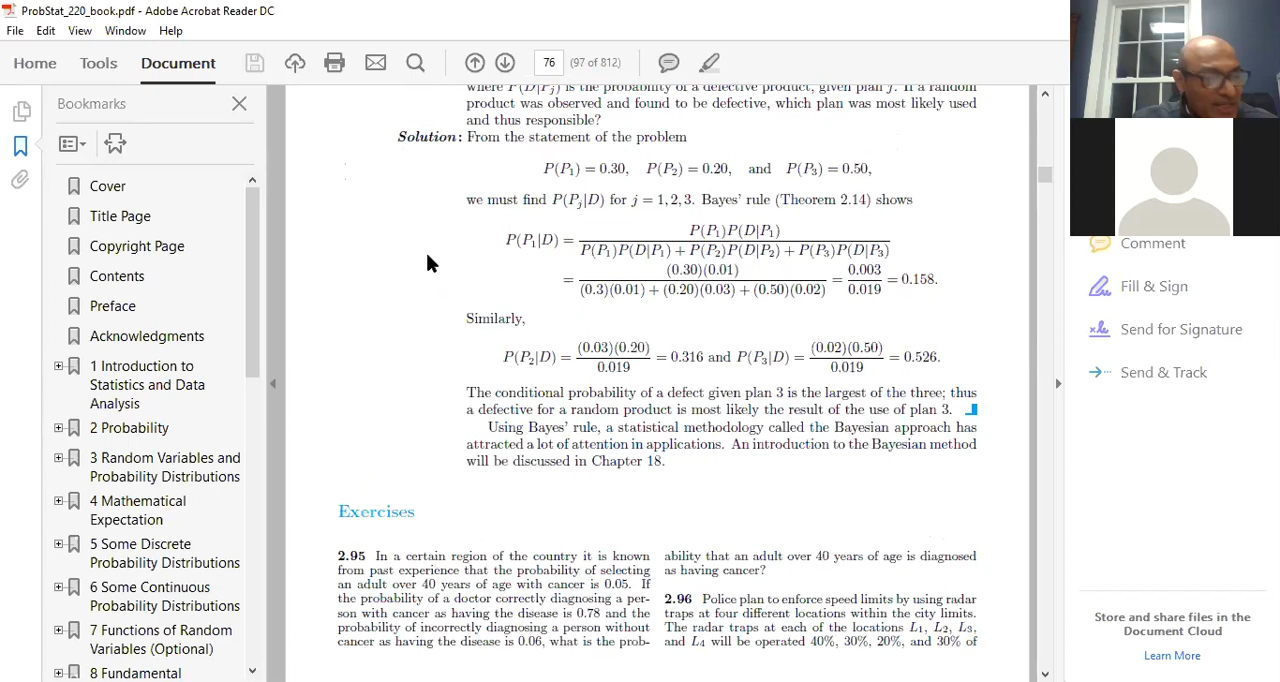 ProbStat_220_book.pdf - Adobe Acrobat Reader DC
File Edit View Window Help
Home Tools Document 76 (97 of 812)
Bookmarks
Cover
Title Page
Copyright Page
Contents
Preface
Acknowledgments
1 Introduction to
Statistics and Data
Analysis
2 Probability
3 Random Variables and
Probability Distributions
4 Mathematical
Expectation
5 Some Discrete
Probability Distributions
6 Some Continuous
Probability Distributions
7 Functions of Random
Variables (Optional)
8 Fundamental
where P(D|Pj) is the probability of a defective product, given plan j. If a random
product was observed and found to be defective, which plan was most likely used
and thus responsible?
Solution: From the statement of the problem
P(P1) = 0.30, P(P2) = 0.20, and P(P3) = 0.50,
we must find P(Pj|D) for j = 1, 2, 3. Bayes' rule (Theorem 2.14) shows
P(P1|D) = P(P1)P(D|P1) / P(P1)P(D|P1) + P(P2)P(D|P2) + P(P3)P(D|P3)
= (0.30)(0.01) / (0.3)(0.01) + (0.20)(0.03) + (0.50)(0.02) = 0.003 / 0.019 = 0.158.
Similarly,
P(P2|D) = (0.03)(0.20) / 0.019 = 0.316 and P(P3|D) = (0.02)(0.50) / 0.019 = 0.526.
The conditional probability of a defect given plan 3 is the largest of the three; thus
a defective for a random product is most likely the result of the use of plan 3.
Using Bayes' rule, a statistical methodology called the Bayesian approach has
attracted a lot of attention in applications. An introduction to the Bayesian method
will be discussed in Chapter 18.
Exercises
2.95 In a certain region of the country it is known
from past experience that the probability of selecting
an adult over 40 years of age with cancer is 0.05. If
the probability of a doctor correctly diagnosing a per-
son with cancer as having the disease is 0.78 and the
probability of incorrectly diagnosing a person without
cancer as having the disease is 0.06, what is the prob-
ability that an adult over 40 years of age is diagnosed
as having cancer?
2.96 Police plan to enforce speed limits by using radar
traps at four different locations within the city limits.
The radar traps at each of the locations L1, L2, L3,
and L4 will be operated 40%, 30%, 20%, and 30% of
Comment
Fill & Sign
Send for Signature
Send & Track
Store and share files in the
Document Cloud
Learn More